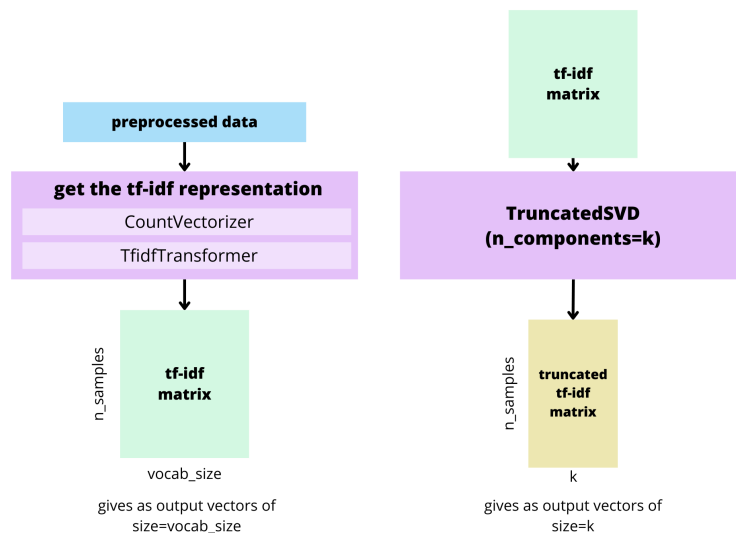 preprocessed data
get the tf-idf representation
CountVectorizer
TfidfTransformer
tf-idf
matrix
n_samples
vocab_size
gives as output vectors of
size=vocab_size
tf-idf
matrix
TruncatedSVD
(n_components=k)
truncated
tf-idf
matrix
n_samples
k
gives as output vectors of
size=k